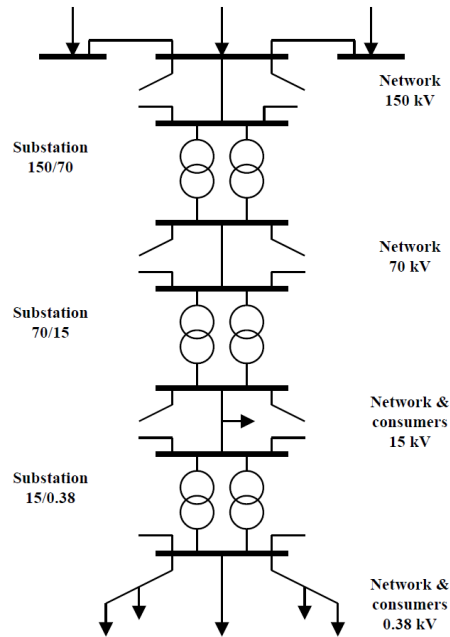 Network
150 kV
Substation
150/70
Network
70 kV
Substation
70/15
Network &
consumers
15 kV
Substation
15/0.38
Network &
consumers
0.38 kV